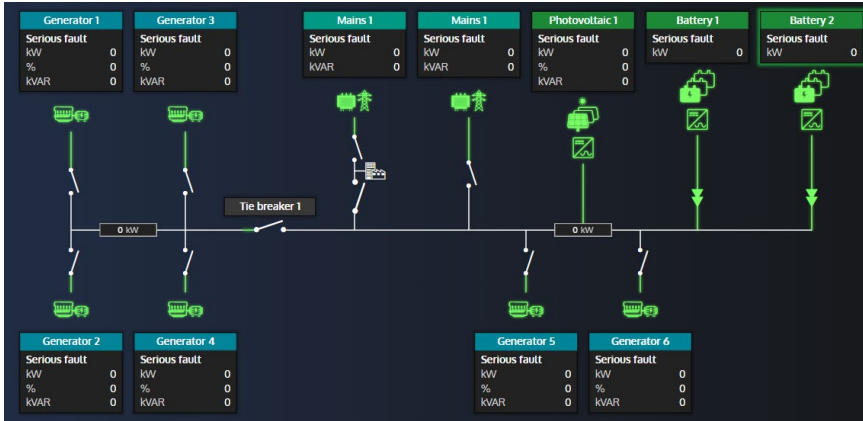 Generator 1
Serious fault
kW 0
% 0
kVAR 0
Generator 3
Serious fault
kW 0
% 0
kVAR 0
Mains 1
Serious fault
kW 0
kVAR 0
Mains 1
Serious fault
kW 0
kVAR 0
Photovoltaic 1
Serious fault
kW 0
% 0
kVAR 0
Battery 1
Serious fault
kW 0
Battery 2
Serious fault
kW 0
Tie breaker 1
0 kW
0 kW
Generator 2
Serious fault
kW 0
% 0
kVAR 0
Generator 4
Serious fault
kW 0
% 0
kVAR 0
Generator 5
Serious fault
kW 0
% 0
kVAR 0
Generator 6
Serious fault
kW 0
% 0
kVAR 0